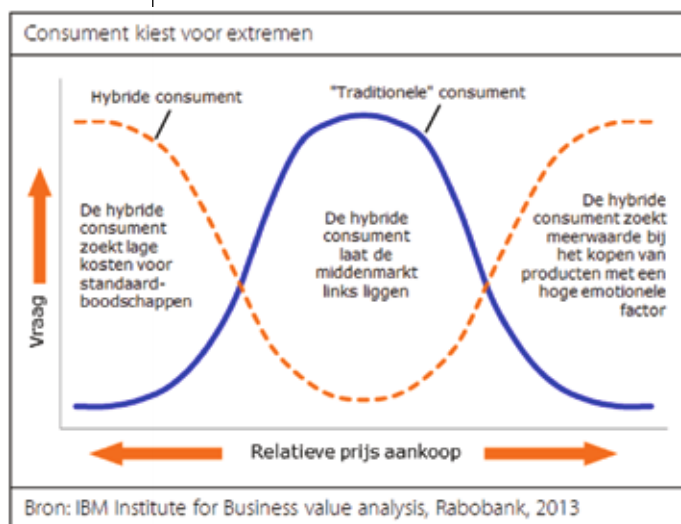 Consument kiest voor extremen
Hybride consument
"Traditionele" consument
De hybride
consument
zoekt lage
kosten voor
standaard-
boodschappen
De hybride
consument
laat de
middenmarkt
links liggen
De hybride
consument zoekt
meerwaarde bij
het kopen van
producten met een
hoge emotionele
factor
Vraag
Relatieve prijs aankoop
Bron: IBM Institute for Business value analysis, Rabobank, 2013